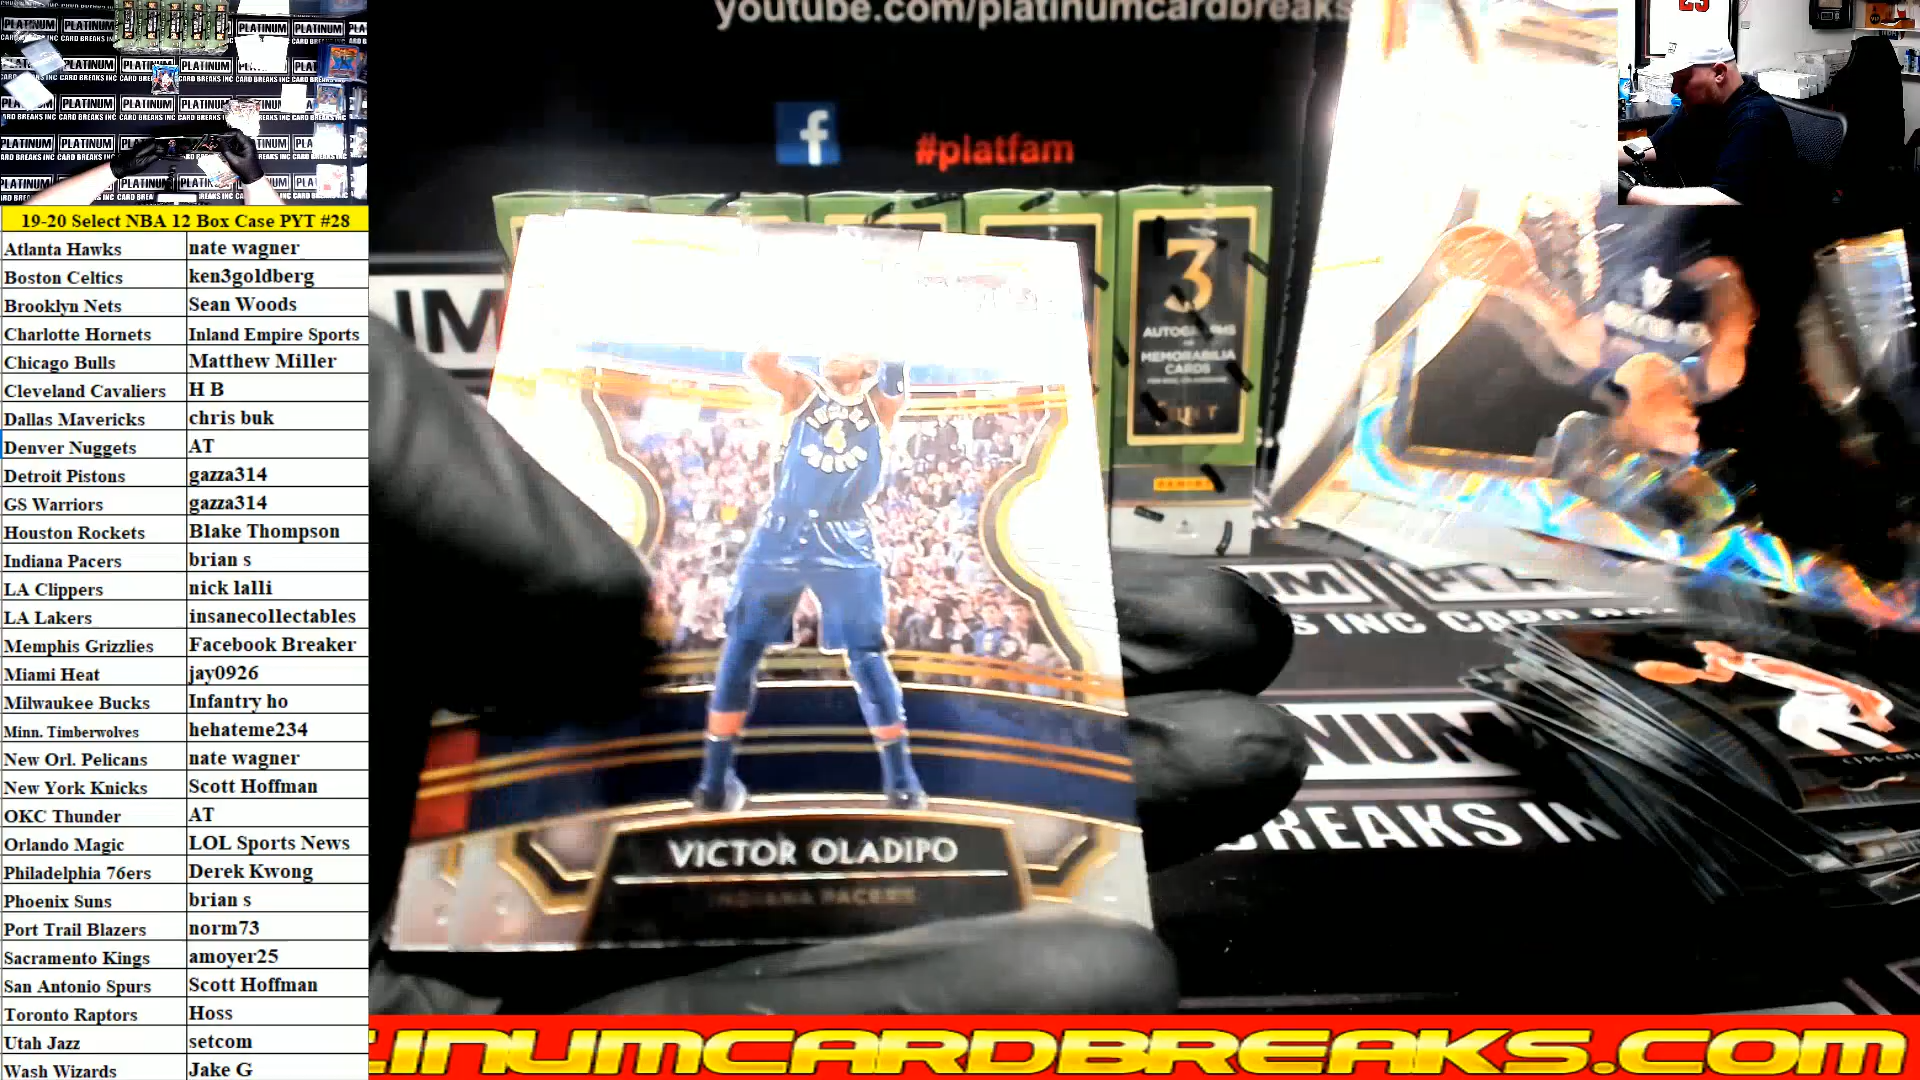 youtube.com/platinumcardbreaks
#platfam
19-20 Select NBA 12 Box Case PYT #28
Atlanta Hawks nate wagner
Boston Celtics ken3goldberg
Brooklyn Nets Sean Woods
Charlotte Hornets Inland Empire Sports
Chicago Bulls Matthew Miller
Cleveland Cavaliers H B
Dallas Mavericks chris buk
Denver Nuggets AT
Detroit Pistons gazza314
GS Warriors gazza314
Houston Rockets Blake Thompson
Indiana Pacers brian s
LA Clippers nick lalli
LA Lakers insanecollectables
Memphis Grizzlies Facebook Breaker
Miami Heat jay0926
Milwaukee Bucks Infantry ho
Minn. Timberwolves hehateme234
New Orl. Pelicans nate wagner
New York Knicks Scott Hoffman
OKC Thunder AT
Orlando Magic LOL Sports News
Philadelphia 76ers Derek Kwong
Phoenix Suns brian s
Port Trail Blazers norm73
Sacramento Kings amoyer25
San Antonio Spurs Scott Hoffman
Toronto Raptors Hoss
Utah Jazz setcom
Wash Wizards Jake G
3
AUTOGRAPHS
OR
MEMORABILIA
CARDS
PANINI
4
VICTOR OLADIPO
INDIANA PACERS
BREAKS IN
LINUMCARDBREAKS.COM
PLATINUM
CARD BREAKS INC